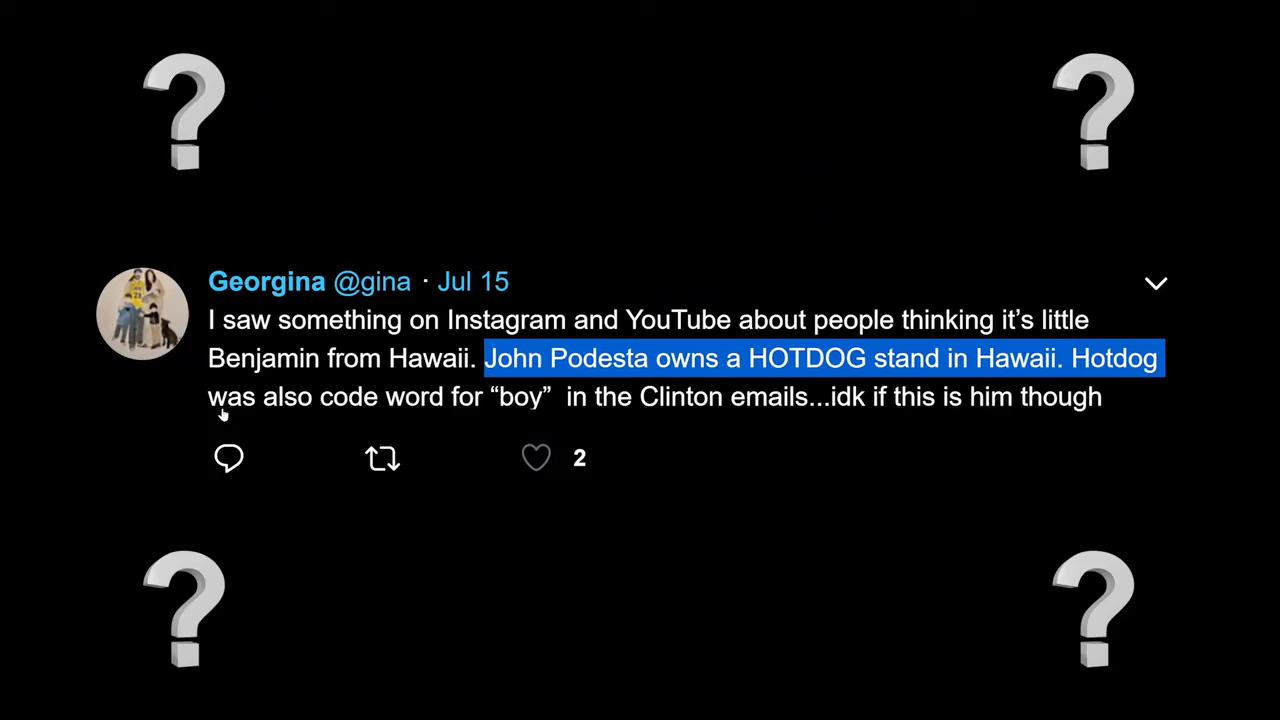 Georgina @gina · Jul 15
I saw something on Instagram and YouTube about people thinking it’s little
Benjamin from Hawaii. John Podesta owns a HOTDOG stand in Hawaii. Hotdog
was also code word for “boy”  in the Clinton emails...idk if this is him though
2